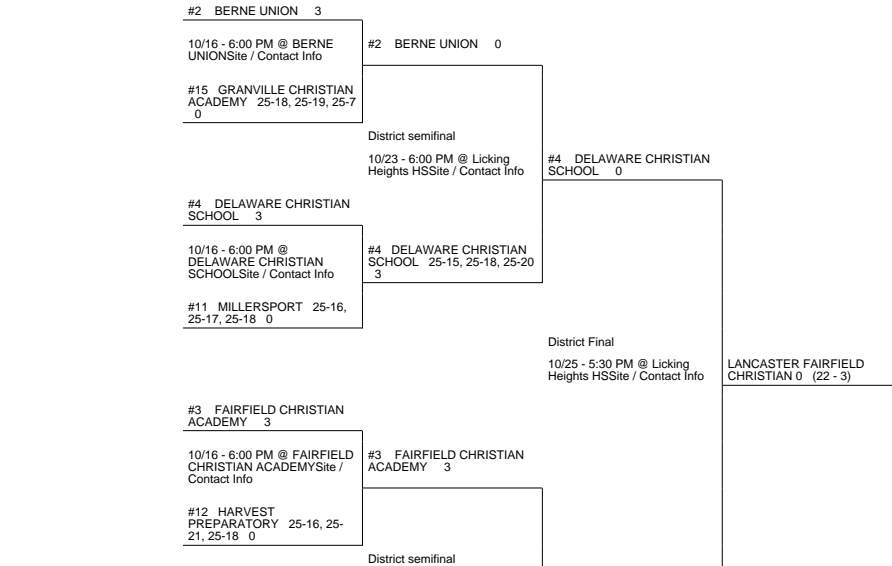 #2 BERNE UNION 3
10/16 - 6:00 PM @ BERNE
UNIONSite / Contact Info
#15 GRANVILLE CHRISTIAN
ACADEMY 25-18, 25-19, 25-7
0
#2 BERNE UNION 0
District semifinal
10/23 - 6:00 PM @ Licking
Heights HSSite / Contact Info
#4 DELAWARE CHRISTIAN
SCHOOL 0
#4 DELAWARE CHRISTIAN
SCHOOL 3
10/16 - 6:00 PM @
DELAWARE CHRISTIAN
SCHOOLSite / Contact Info
#11 MILLERSPORT 25-16,
25-17, 25-18 0
#4 DELAWARE CHRISTIAN
SCHOOL 25-15, 25-18, 25-20
3
District Final
10/25 - 5:30 PM @ Licking
Heights HSSite / Contact Info
LANCASTER FAIRFIELD
CHRISTIAN 0 (22 - 3)
#3 FAIRFIELD CHRISTIAN
ACADEMY 3
10/16 - 6:00 PM @ FAIRFIELD
CHRISTIAN ACADEMYSite /
Contact Info
#12 HARVEST
PREPARATORY 25-16, 25-
21, 25-18 0
#3 FAIRFIELD CHRISTIAN
ACADEMY 3
District semifinal